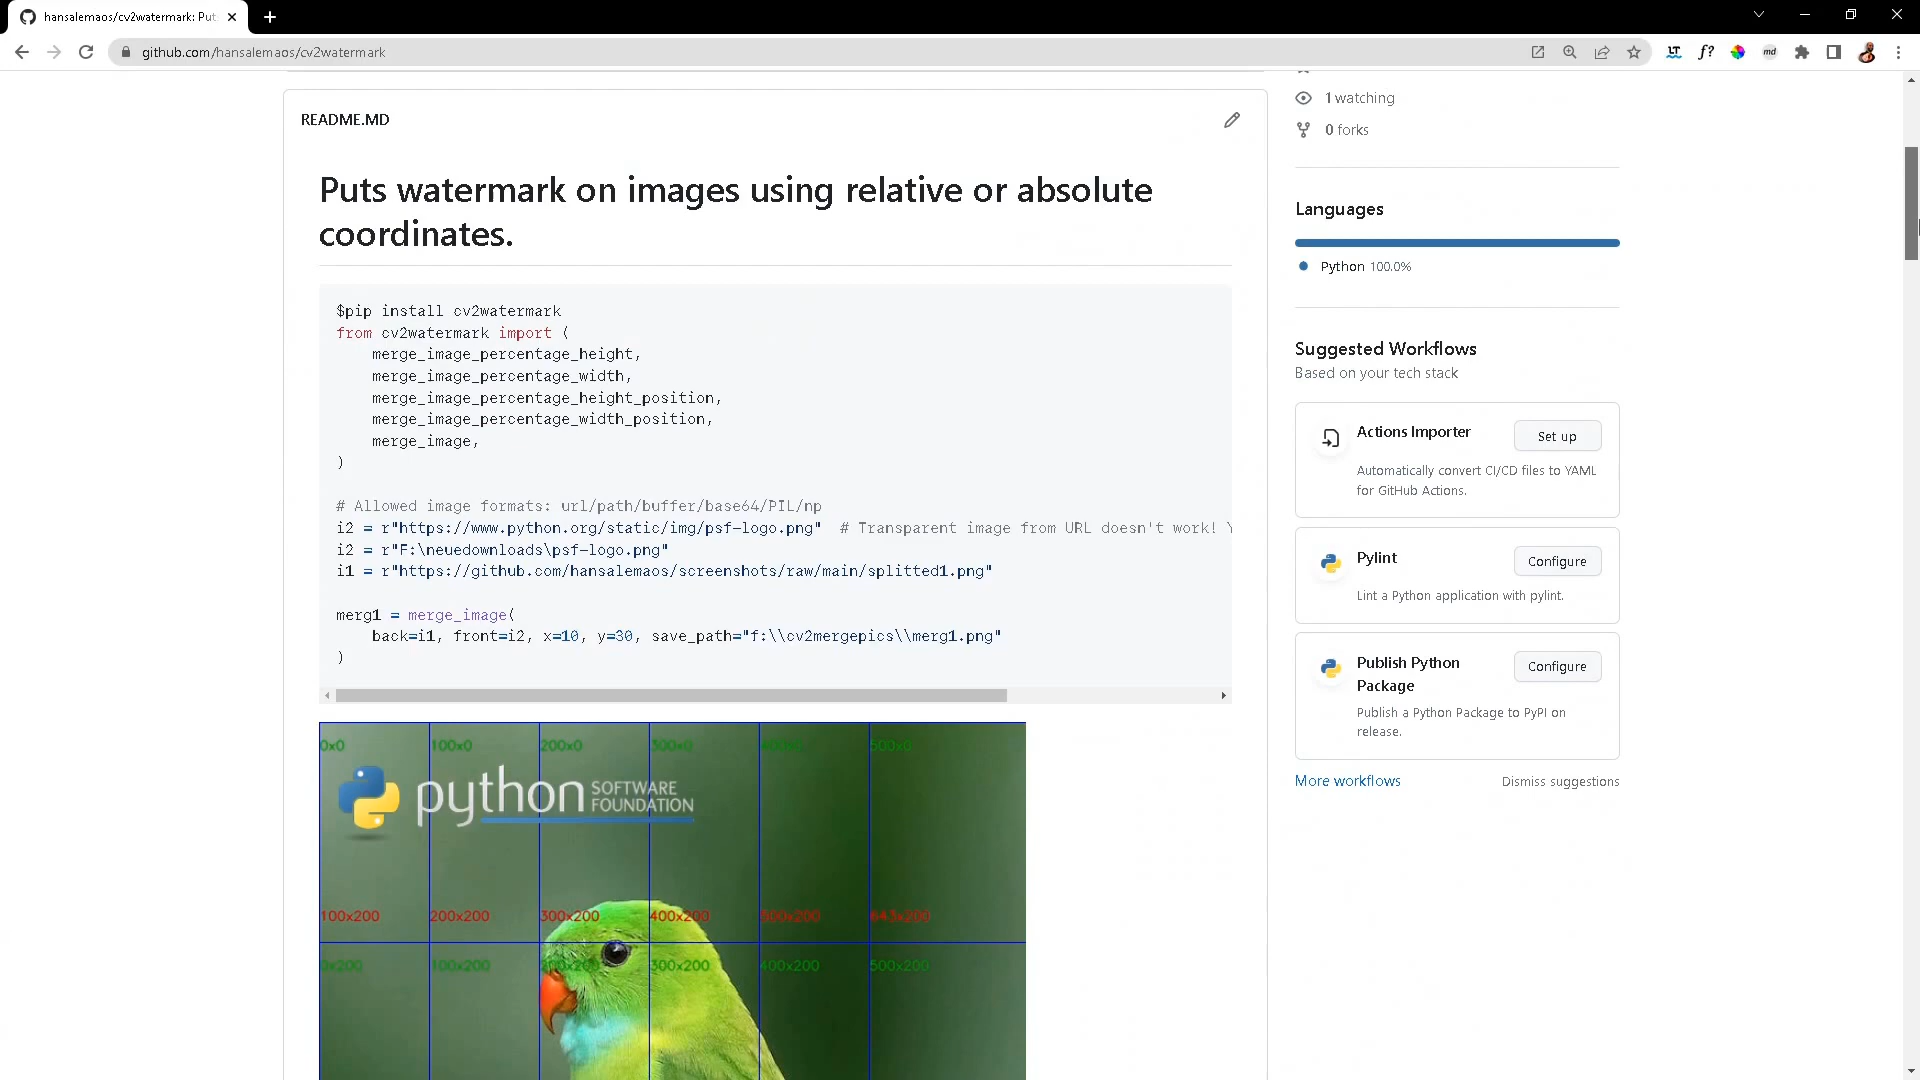 hansalemaos/cv2watermark: Put
github.com/hansalemaos/cv2watermark
1 watching
0 forks
README.MD
Puts watermark on images using relative or absolute
coordinates.
$pip install cv2watermark
from cv2watermark import (
    merge_image_percentage_height,
    merge_image_percentage_width,
    merge_image_percentage_height_position,
    merge_image_percentage_width_position,
    merge_image,
)
# Allowed image formats: url/path/buffer/base64/PIL/np
i2 = r"https://www.python.org/static/img/psf-logo.png"  # Transparent image from URL doesn't work! Y
i2 = r"F:\neuedownloads\psf-logo.png"
i1 = r"https://github.com/hansalemaos/screenshots/raw/main/splitted1.png"
merg1 = merge_image(
    back=i1, front=i2, x=10, y=30, save_path="f:\\cv2mergepics\\merg1.png"
)
0x0 100x0 200x0 300x0 400x0 500x0
python SOFTWARE
FOUNDATION
100x200 200x200 300x200 400x200 500x200 643x200
0x200 100x200 200x200 300x200 400x200 500x200
Languages
Python 100.0%
Suggested Workflows
Based on your tech stack
Actions Importer
Set up
Automatically convert CI/CD files to YAML
for GitHub Actions.
Pylint
Configure
Lint a Python application with pylint.
Publish Python
Package
Configure
Publish a Python Package to PyPI on
release.
More workflows
Dismiss suggestions
LT
f?
md